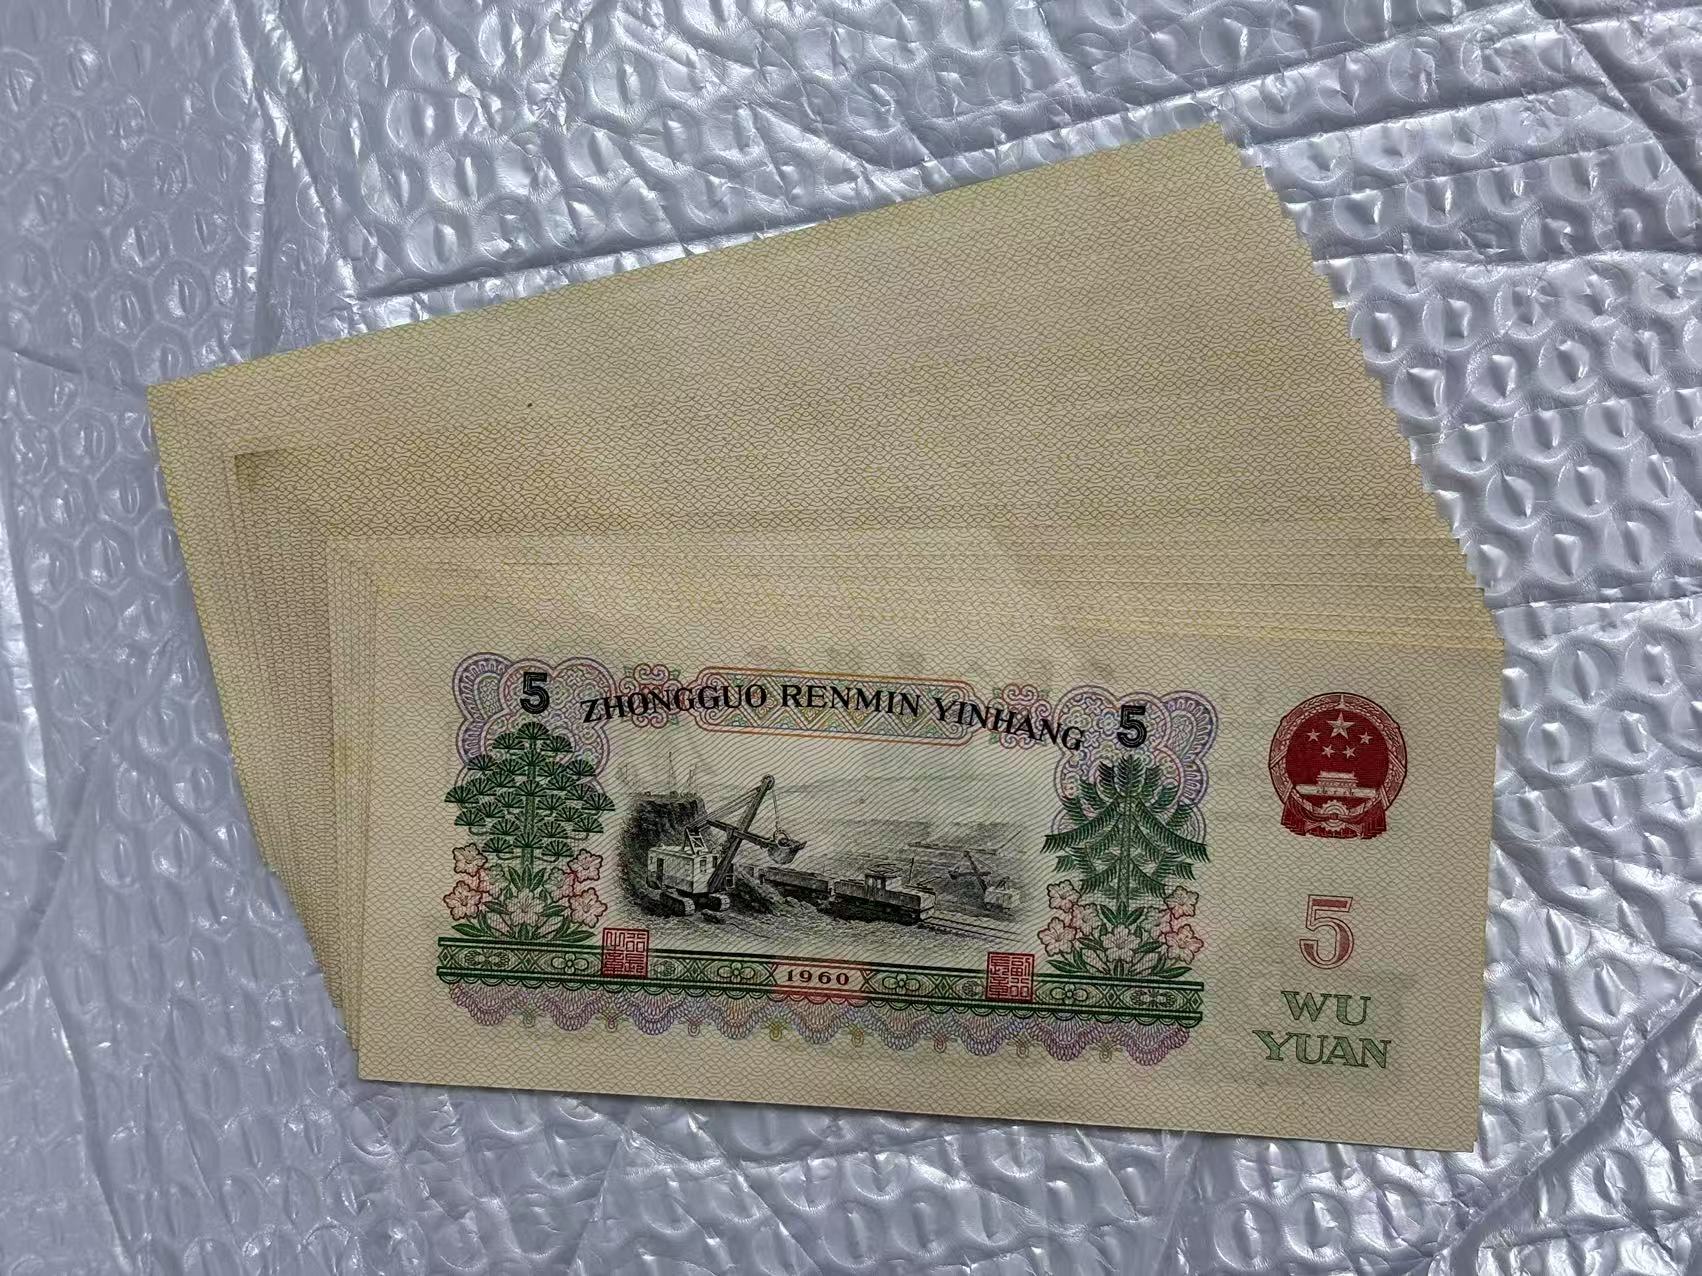 5 ZHONGGUO RENMIN YINHANG 5
1960
5
WU
YUAN